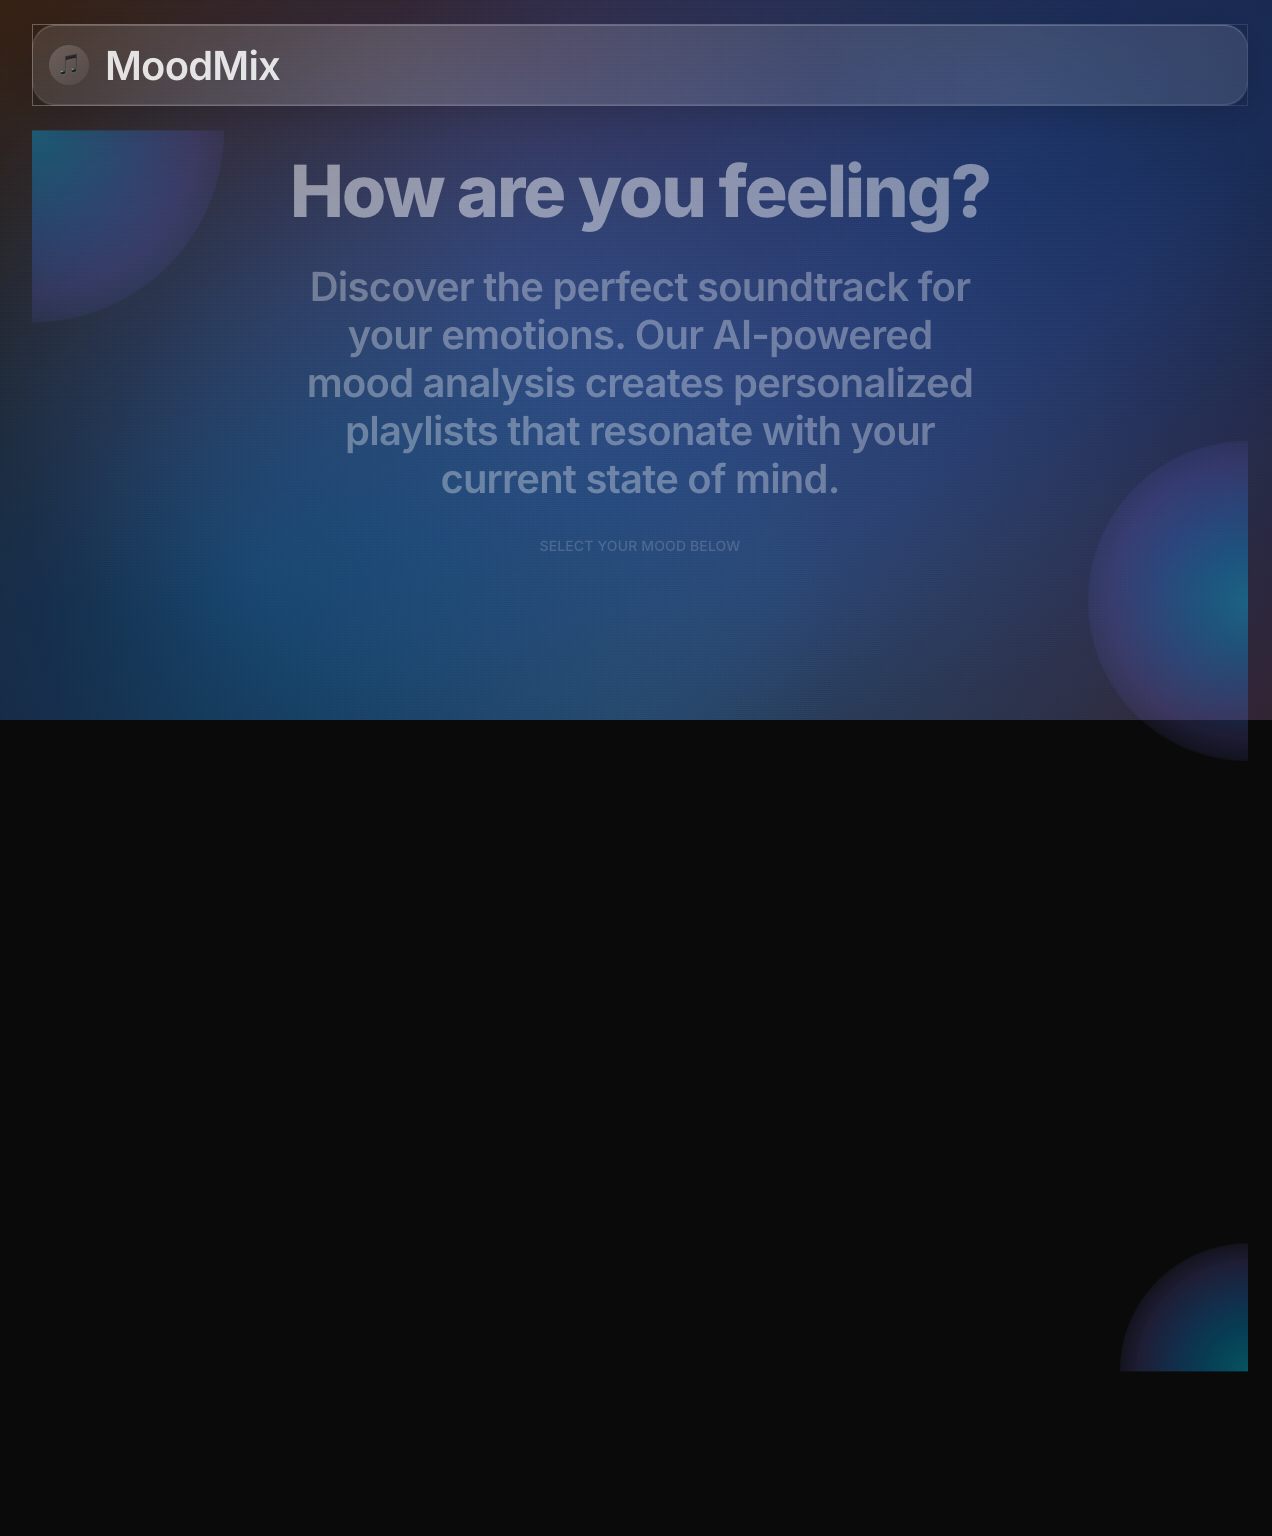 MoodMix
How are you feeling?
Discover the perfect soundtrack for
your emotions. Our AI-powered
mood analysis creates personalized
playlists that resonate with your
current state of mind.
SELECT YOUR MOOD BELOW